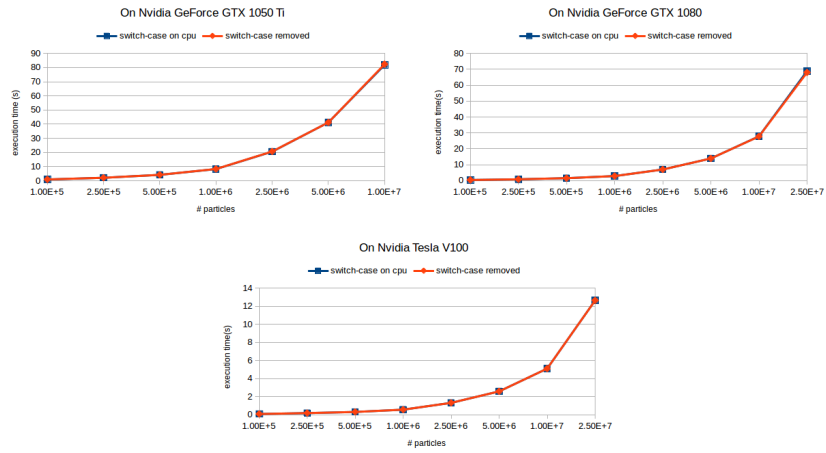 On Nvidia GeForce GTX 1050 Ti
switch-case on cpu switch-case removed
execution time(s)
90
80
70
60
50
40
30
20
10
0
1.00E+5 2.50E+5 5.00E+5 1.00E+6 2.50E+6 5.00E+6 1.00E+7
# particles
On Nvidia GeForce GTX 1080
switch-case on cpu switch-case removed
execution time(s)
80
70
60
50
40
30
20
10
0
1.00E+5 2.50E+5 5.00E+5 1.00E+6 2.50E+6 5.00E+6 1.00E+7 2.50E+7
# particles
On Nvidia Tesla V100
switch-case on cpu switch-case removed
execution time(s)
14
12
10
8
6
4
2
0
1.00E+5 2.50E+5 5.00E+5 1.00E+6 2.50E+6 5.00E+6 1.00E+7 2.50E+7
# particles